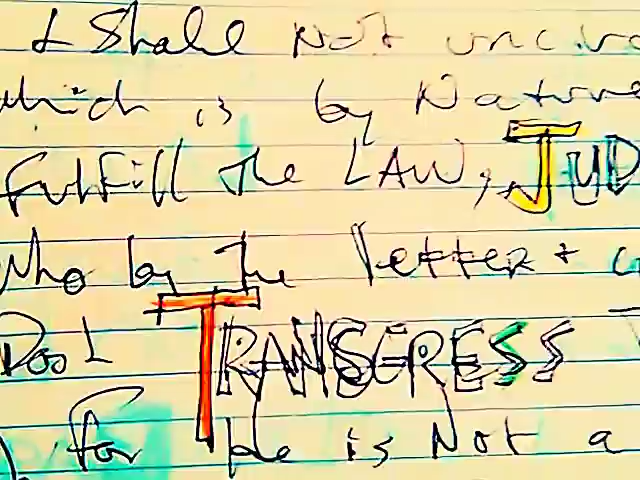 & Shall Not uncirc
which is by Nature
fulfill the LAW, JUD
Who by The letter + c
Dost TRANSGRESS T
) for he is Not a